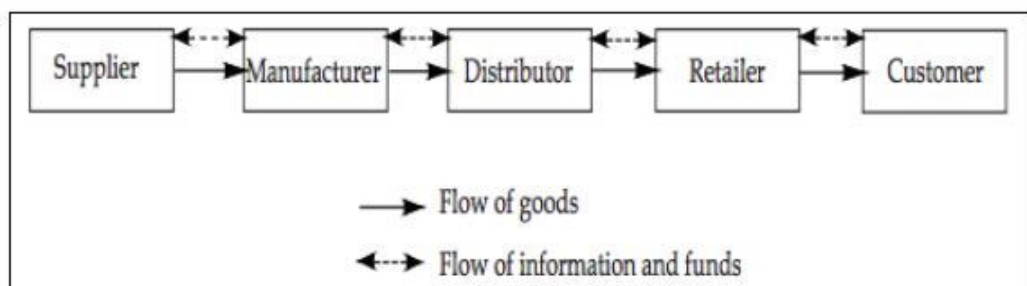 Supplier Manufacturer Distributor Retailer Customer
Flow of goods
Flow of information and funds